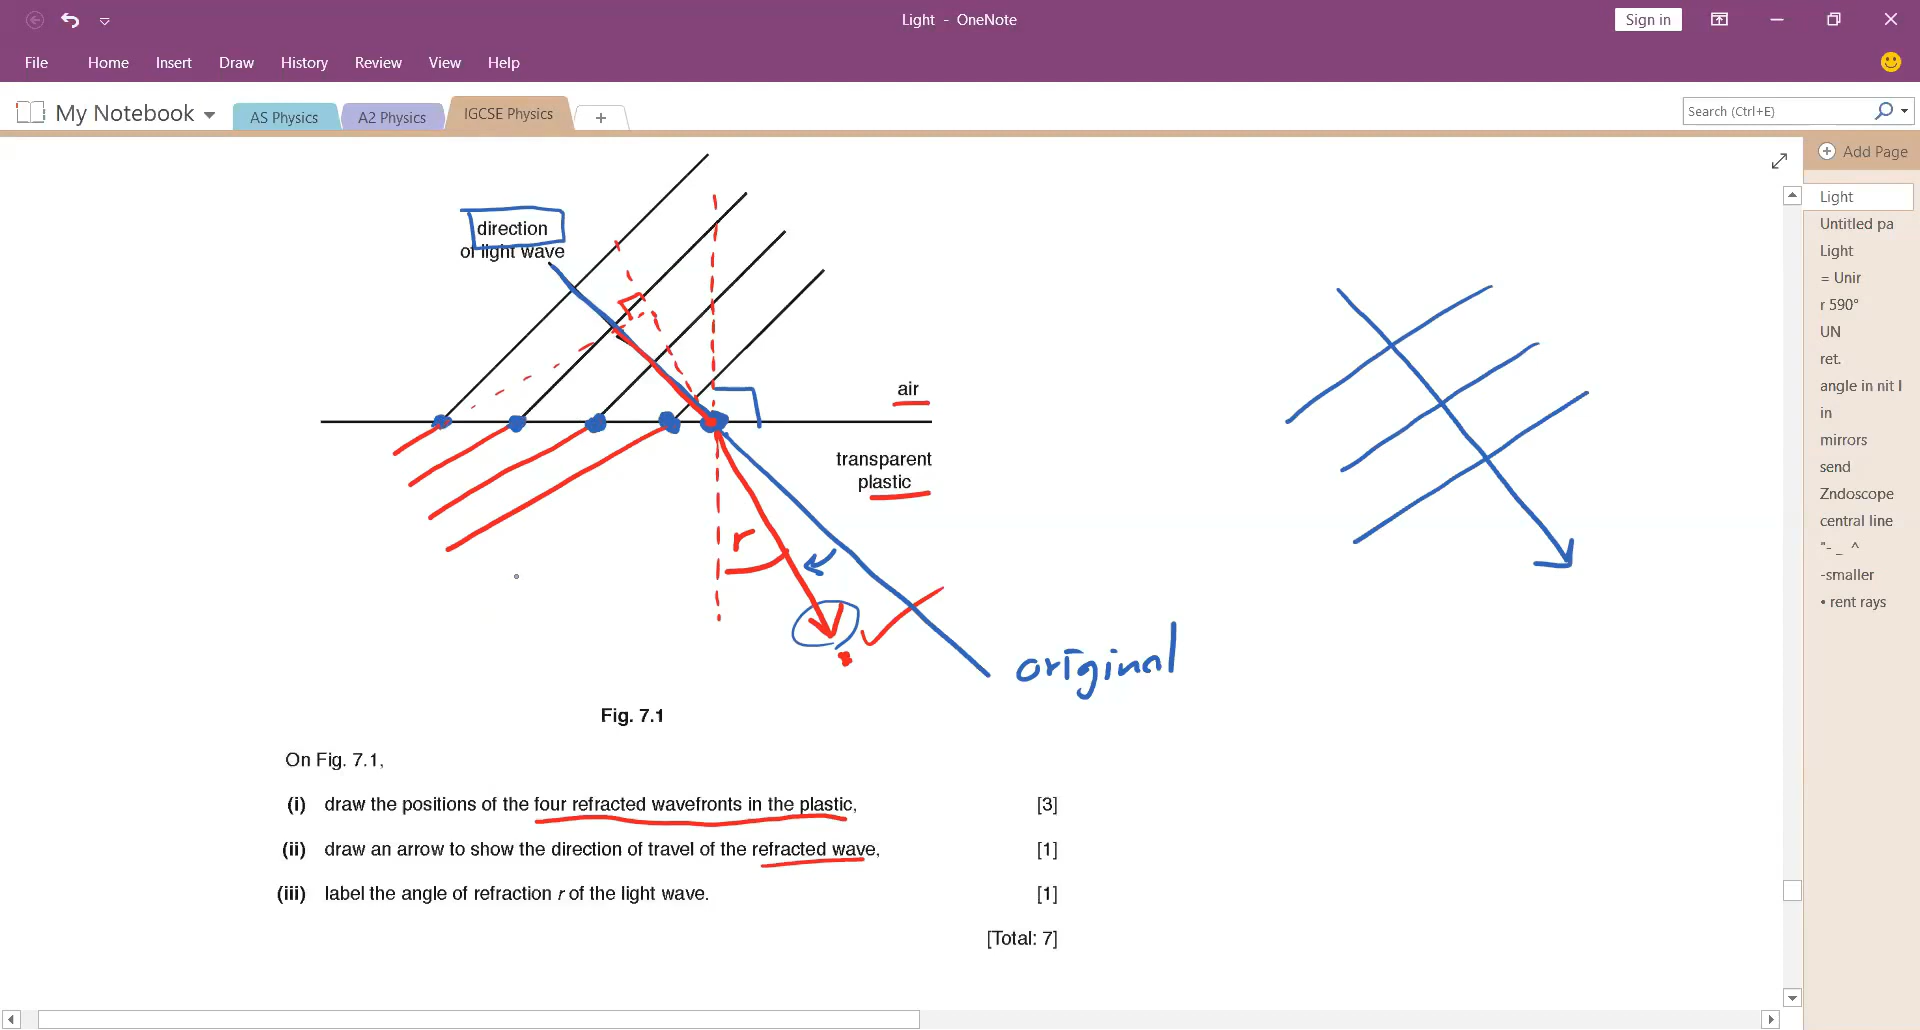 Light - OneNote
Sign in
File Home Insert Draw History Review View Help
My Notebook
AS Physics
A2 Physics
IGCSE Physics
+
Search (Ctrl+E)
Add Page
Light
Untitled pa
Light
= Unir
r 590°
UN
ret.
angle in nit I
in
mirrors
send
Zndoscope
central line
"- _ ^
-smaller
• rent rays
direction
of light wave
air
transparent
plastic
r
original
Fig. 7.1
On Fig. 7.1,
(i) draw the positions of the four refracted wavefronts in the plastic, [3]
(ii) draw an arrow to show the direction of travel of the refracted wave, [1]
(iii) label the angle of refraction r of the light wave. [1]
[Total: 7]